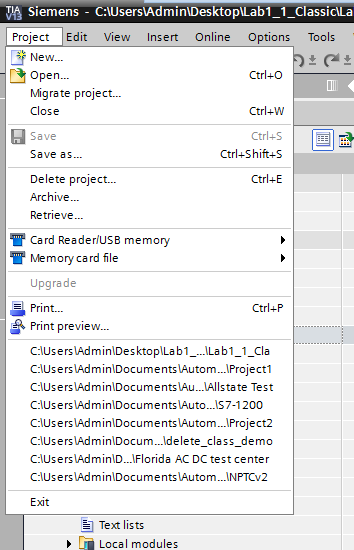 TIA V13 Siemens - C:\Users\Admin\Desktop\Lab1_1_Classic\La
Project Edit View Insert Online Options Tools
New...
Open... Ctrl+O
Migrate project...
Close Ctrl+W
Save Ctrl+S
Save as... Ctrl+Shift+S
Delete project... Ctrl+E
Archive...
Retrieve...
Card Reader/USB memory
Memory card file
Upgrade
Print... Ctrl+P
Print preview...
C:\Users\Admin\Desktop\Lab1_...\Lab1_1_Cla
C:\Users\Admin\Documents\Autom...\Project1
C:\Users\Admin\Documents\Au...\Allstate Test
C:\Users\Admin\Documents\Auto...\S7-1200
C:\Users\Admin\Documents\Autom...\Project2
C:\Users\Admin\Docum...\delete_class_demo
C:\Users\Admin\D...\Florida AC DC test center
C:\Users\Admin\Documents\Autom...\NPTCv2
Exit
Text lists
Local modules